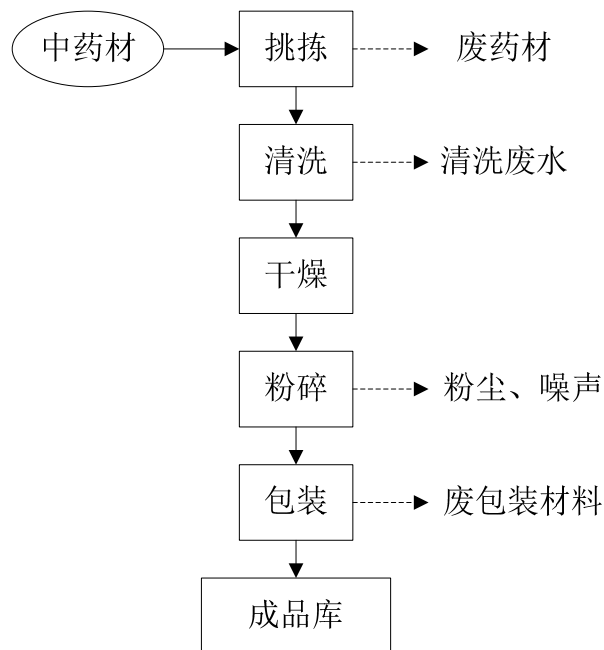 中药材
挑拣
废药材
清洗
清洗废水
干燥
粉碎
粉尘、噪声
包装
废包装材料
成品库